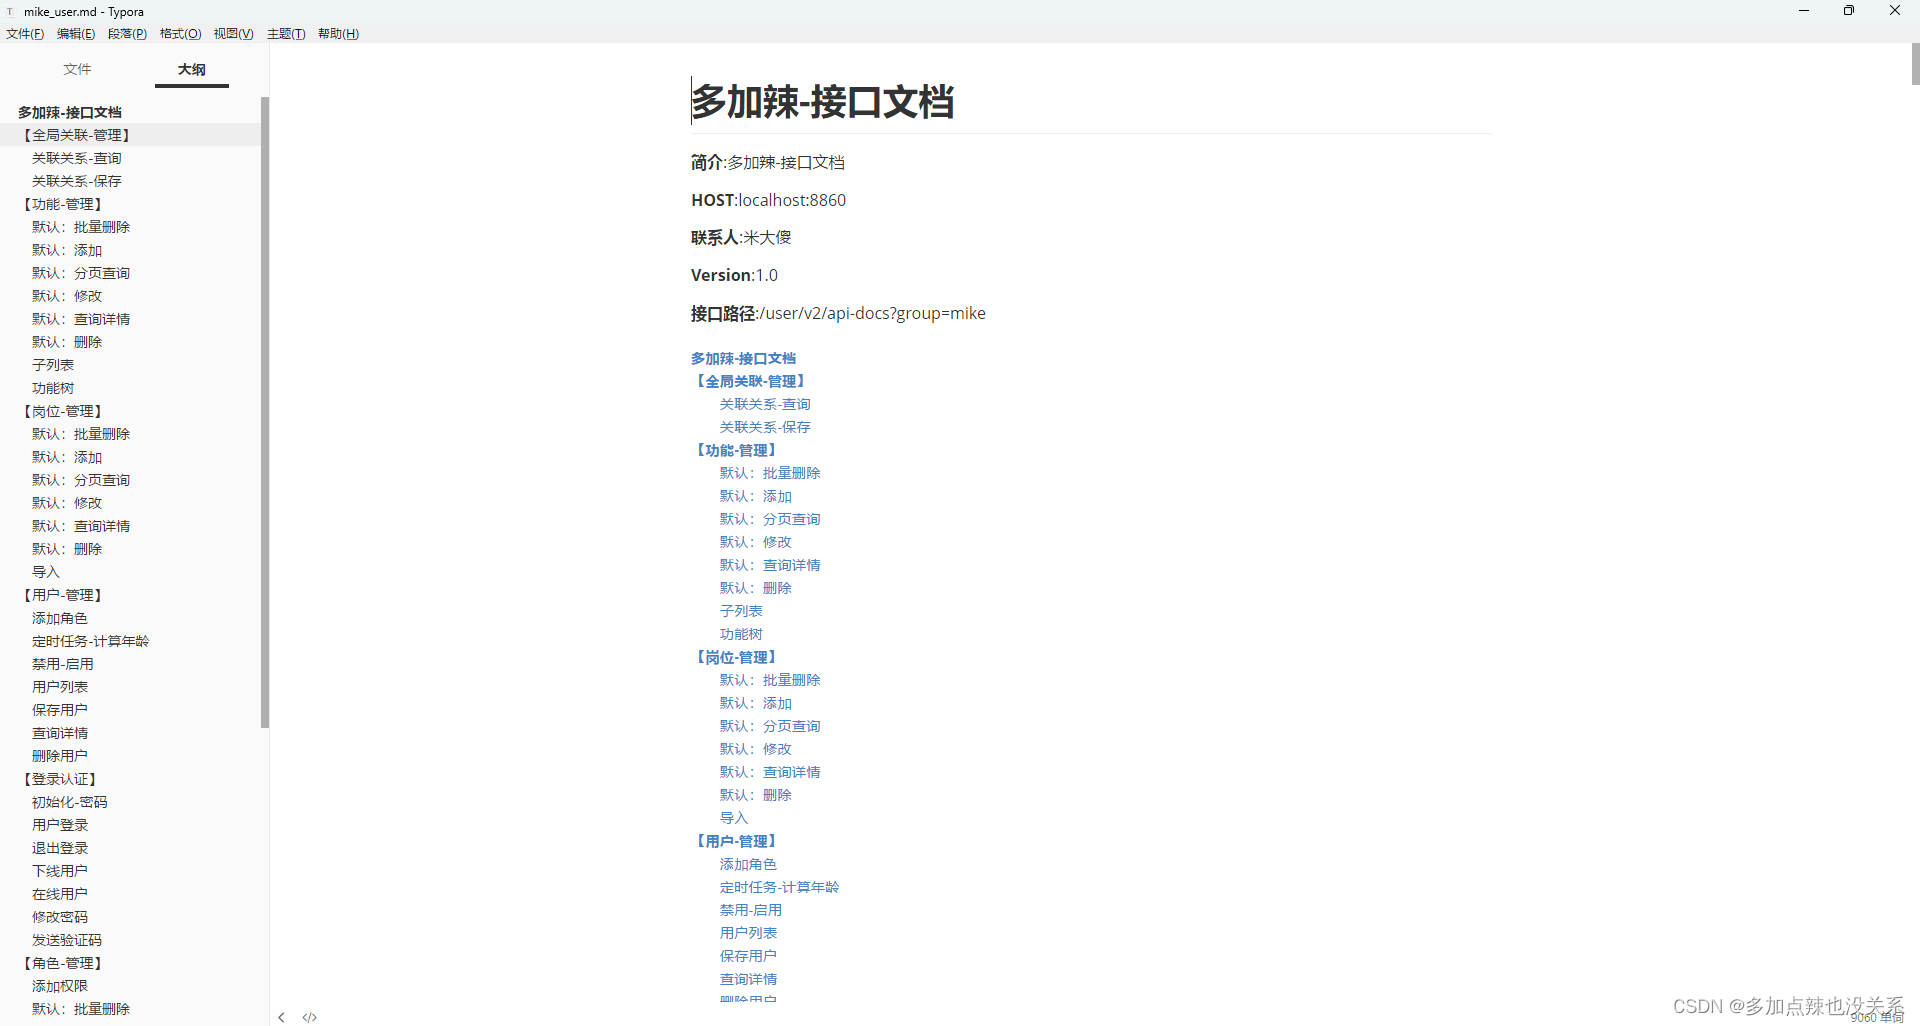 mike_user.md - Typora
文件(F) 编辑(E) 段落(P) 格式(O) 视图(V) 主题(T) 帮助(H)
文件 大纲
多加辣-接口文档
【全局关联-管理】
关联关系-查询
关联关系-保存
【功能-管理】
默认：批量删除
默认：添加
默认：分页查询
默认：修改
默认：查询详情
默认：删除
子列表
功能树
【岗位-管理】
默认：批量删除
默认：添加
默认：分页查询
默认：修改
默认：查询详情
默认：删除
导入
【用户-管理】
添加角色
定时任务-计算年龄
禁用-启用
用户列表
保存用户
查询详情
删除用户
【登录认证】
初始化-密码
用户登录
退出登录
下线用户
在线用户
修改密码
发送验证码
【角色-管理】
添加权限
默认：批量删除
多加辣-接口文档
简介:多加辣-接口文档
HOST:localhost:8860
联系人:米大傻
Version:1.0
接口路径:/user/v2/api-docs?group=mike
多加辣-接口文档
【全局关联-管理】
关联关系-查询
关联关系-保存
【功能-管理】
默认：批量删除
默认：添加
默认：分页查询
默认：修改
默认：查询详情
默认：删除
子列表
功能树
【岗位-管理】
默认：批量删除
默认：添加
默认：分页查询
默认：修改
默认：查询详情
默认：删除
导入
【用户-管理】
添加角色
定时任务-计算年龄
禁用-启用
用户列表
保存用户
查询详情
删除用户
CSDN @多加点辣也没关系
9060 单词